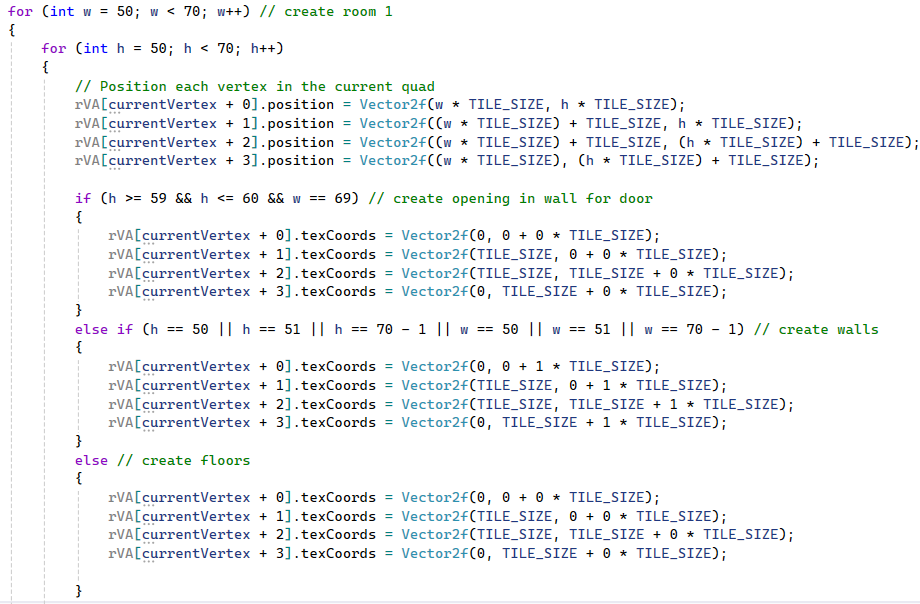 for (int w = 50; w < 70; w++) // create room 1
{
for (int h = 50; h < 70; h++)
{
// Position each vertex in the current quad
rVA[currentVertex + 0].position = Vector2f(w * TILE_SIZE, h * TILE_SIZE);
rVA[currentVertex + 1].position = Vector2f((w * TILE_SIZE) + TILE_SIZE, h * TILE_SIZE);
rVA[currentVertex + 2].position = Vector2f((w * TILE_SIZE) + TILE_SIZE, (h * TILE_SIZE) + TILE_SIZE);
rVA[currentVertex + 3].position = Vector2f((w * TILE_SIZE), (h * TILE_SIZE) + TILE_SIZE);
if (h >= 59 && h <= 60 && w == 69) // create opening in wall for door
{
rVA[currentVertex + 0].texCoords = Vector2f(0, 0 + 0 * TILE_SIZE);
rVA[currentVertex + 1].texCoords = Vector2f(TILE_SIZE, 0 + 0 * TILE_SIZE);
rVA[currentVertex + 2].texCoords = Vector2f(TILE_SIZE, TILE_SIZE + 0 * TILE_SIZE);
rVA[currentVertex + 3].texCoords = Vector2f(0, TILE_SIZE + 0 * TILE_SIZE);
}
else if (h == 50 || h == 51 || h == 70 - 1 || w == 50 || w == 51 || w == 70 - 1) // create walls
{
rVA[currentVertex + 0].texCoords = Vector2f(0, 0 + 1 * TILE_SIZE);
rVA[currentVertex + 1].texCoords = Vector2f(TILE_SIZE, 0 + 1 * TILE_SIZE);
rVA[currentVertex + 2].texCoords = Vector2f(TILE_SIZE, TILE_SIZE + 1 * TILE_SIZE);
rVA[currentVertex + 3].texCoords = Vector2f(0, TILE_SIZE + 1 * TILE_SIZE);
}
else // create floors
{
rVA[currentVertex + 0].texCoords = Vector2f(0, 0 + 0 * TILE_SIZE);
rVA[currentVertex + 1].texCoords = Vector2f(TILE_SIZE, 0 + 0 * TILE_SIZE);
rVA[currentVertex + 2].texCoords = Vector2f(TILE_SIZE, TILE_SIZE + 0 * TILE_SIZE);
rVA[currentVertex + 3].texCoords = Vector2f(0, TILE_SIZE + 0 * TILE_SIZE);
}